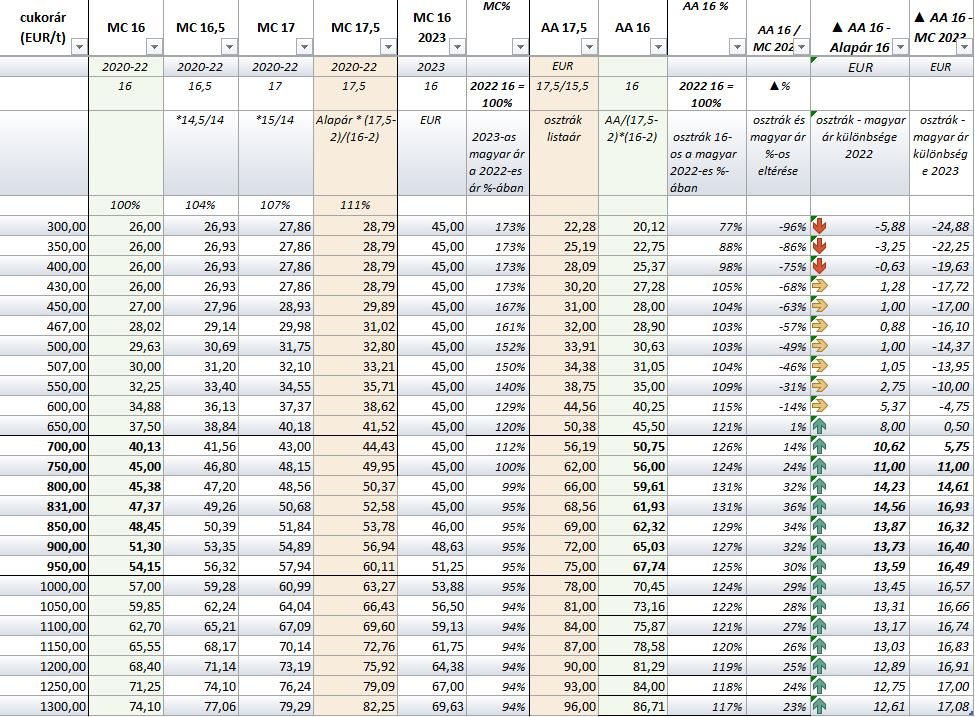 cukorár (EUR/t) MC 16 MC 16,5 MC 17 MC 17,5 MC 16 2023 MC% AA 17,5 AA 16 AA 16 % AA 16 / MC 202 ▲ AA 16 - Alapár 16 ▲ AA 16 - MC 2023
2020-22 2020-22 2020-22 2020-22 2023 EUR EUR EUR
16 16,5 17 17,5 16 2022 16 = 100% 17,5/15,5 16 2022 16 = 100% ▲%
*14,5/14 *15/14 Alapár * (17,5-2)/(16-2) EUR 2023-as magyar ár a 2022-es ár %-ában osztrák listaár AA/(17,5-2)*(16-2) osztrák 16-os a magyar 2022-es %-ában osztrák és magyar ár %-os eltérése osztrák - magyar ár különbsége 2022 osztrák - magyar ár különbség e 2023
100% 104% 107% 111%
300,00 26,00 26,93 27,86 28,79 45,00 173% 22,28 20,12 77% -96% -5,88 -24,88
350,00 26,00 26,93 27,86 28,79 45,00 173% 25,19 22,75 88% -86% -3,25 -22,25
400,00 26,00 26,93 27,86 28,79 45,00 173% 28,09 25,37 98% -75% -0,63 -19,63
430,00 26,00 26,93 27,86 28,79 45,00 173% 30,20 27,28 105% -68% 1,28 -17,72
450,00 27,00 27,96 28,93 29,89 45,00 167% 31,00 28,00 104% -63% 1,00 -17,00
467,00 28,02 29,14 29,98 31,02 45,00 161% 32,00 28,90 103% -57% 0,88 -16,10
500,00 29,63 30,69 31,75 32,80 45,00 152% 33,91 30,63 103% -49% 1,00 -14,37
507,00 30,00 31,20 32,10 33,21 45,00 150% 34,38 31,05 104% -46% 1,05 -13,95
550,00 32,25 33,40 34,55 35,71 45,00 140% 38,75 35,00 109% -31% 2,75 -10,00
600,00 34,88 36,13 37,37 38,62 45,00 129% 44,56 40,25 115% -14% 5,37 -4,75
650,00 37,50 38,84 40,18 41,52 45,00 120% 50,38 45,50 121% 1% 8,00 0,50
700,00 40,13 41,56 43,00 44,43 45,00 112% 56,19 50,75 126% 14% 10,62 5,75
750,00 45,00 46,80 48,15 49,95 45,00 100% 62,00 56,00 124% 24% 11,00 11,00
800,00 45,38 47,20 48,56 50,37 45,00 99% 66,00 59,61 131% 32% 14,23 14,61
831,00 47,37 49,26 50,68 52,58 45,00 95% 68,56 61,93 131% 36% 14,56 16,93
850,00 48,45 50,39 51,84 53,78 46,00 95% 69,00 62,32 129% 34% 13,87 16,32
900,00 51,30 53,35 54,89 56,94 48,63 95% 72,00 65,03 127% 32% 13,73 16,40
950,00 54,15 56,32 57,94 60,11 51,25 95% 75,00 67,74 125% 30% 13,59 16,49
1000,00 57,00 59,28 60,99 63,27 53,88 95% 78,00 70,45 124% 29% 13,45 16,57
1050,00 59,85 62,24 64,04 66,43 56,50 94% 81,00 73,16 122% 28% 13,31 16,66
1100,00 62,70 65,21 67,09 69,60 59,13 94% 84,00 75,87 121% 27% 13,17 16,74
1150,00 65,55 68,17 70,14 72,76 61,75 94% 87,00 78,58 120% 26% 13,03 16,83
1200,00 68,40 71,14 73,19 75,92 64,38 94% 90,00 81,29 119% 25% 12,89 16,91
1250,00 71,25 74,10 76,24 79,09 67,00 94% 93,00 84,00 118% 24% 12,75 17,00
1300,00 74,10 77,06 79,29 82,25 69,63 94% 96,00 86,71 117% 23% 12,61 17,08